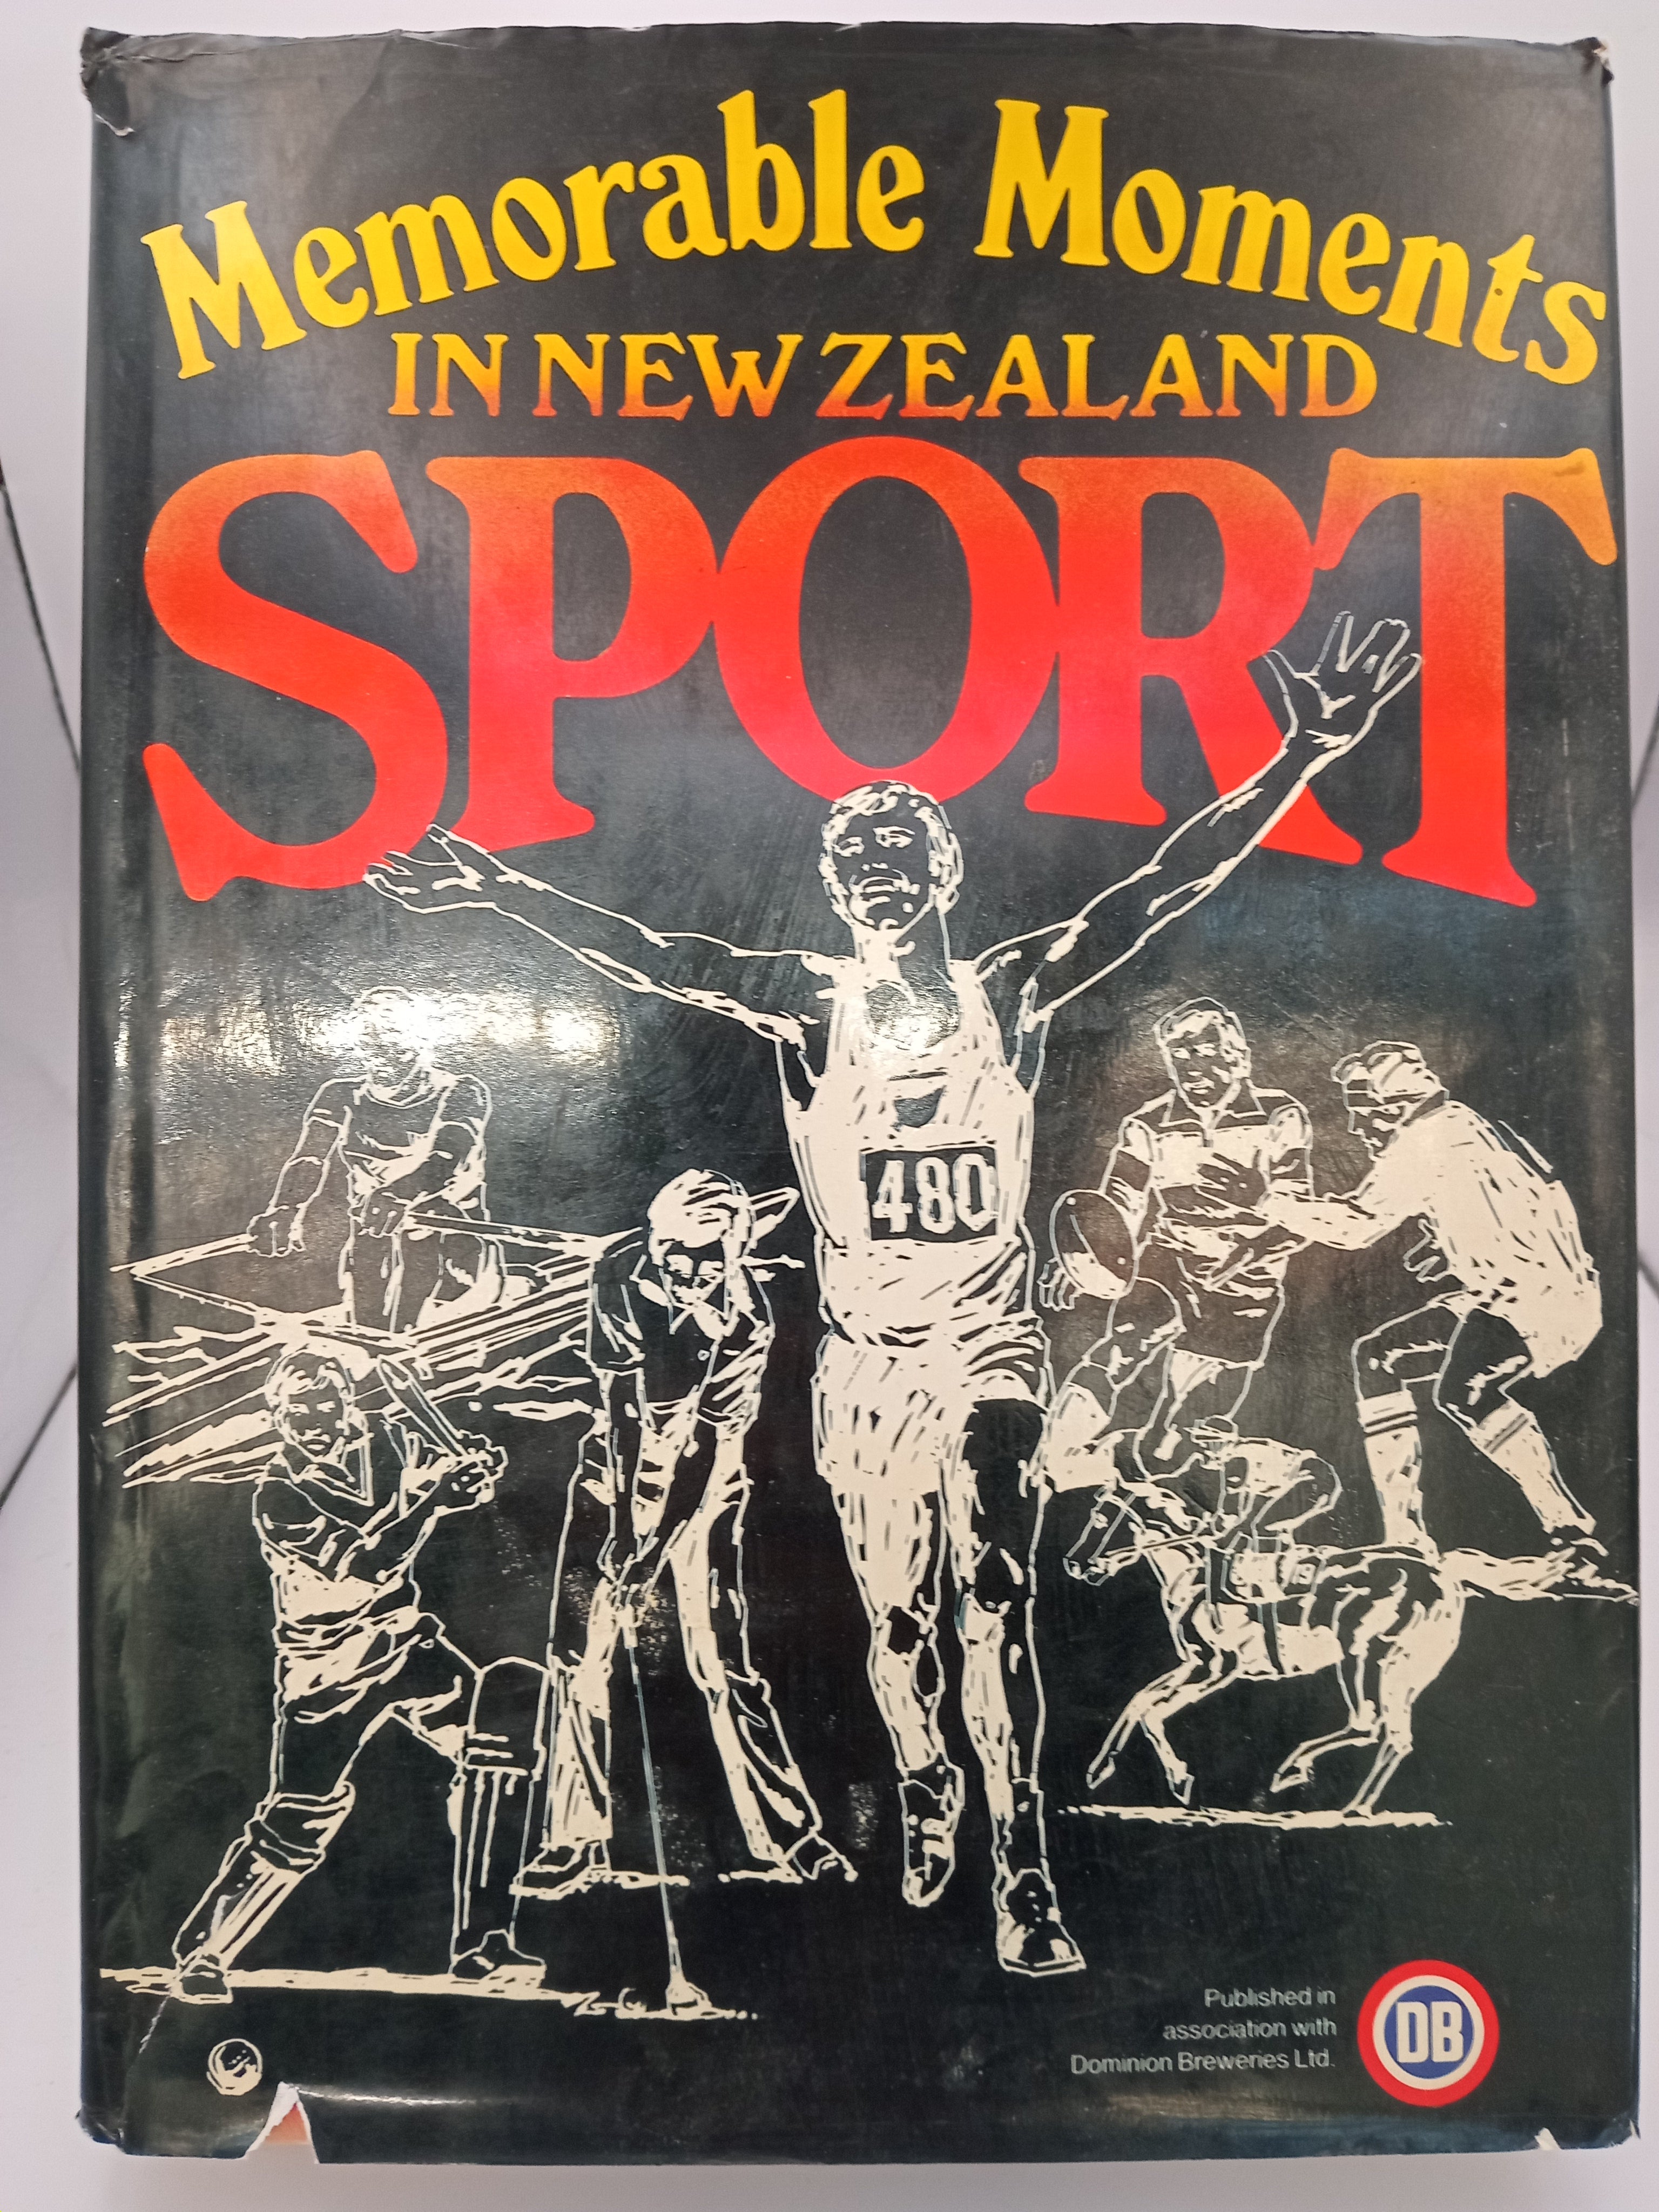 Memorable Moments
IN NEW ZEALAND
SPORT
480
Published in
association with
Dominion Breweries Ltd.
DB